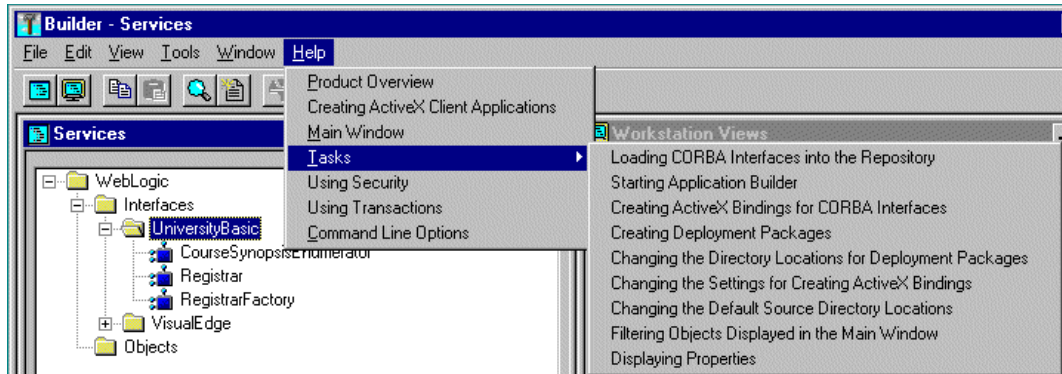 Builder - Services
File Edit View Tools Window Help
Product Overview
Creating ActiveX Client Applications
Main Window
Tasks
Using Security
Using Transactions
Command Line Options
Services
WebLogic
Interfaces
UniversityBasic
CourseSynopsisEnumerator
Registrar
RegistrarFactory
VisualEdge
Objects
Workstation Views
Loading CORBA Interfaces into the Repository
Starting Application Builder
Creating ActiveX Bindings for CORBA Interfaces
Creating Deployment Packages
Changing the Directory Locations for Deployment Packages
Changing the Settings for Creating ActiveX Bindings
Changing the Default Source Directory Locations
Filtering Objects Displayed in the Main Window
Displaying Properties